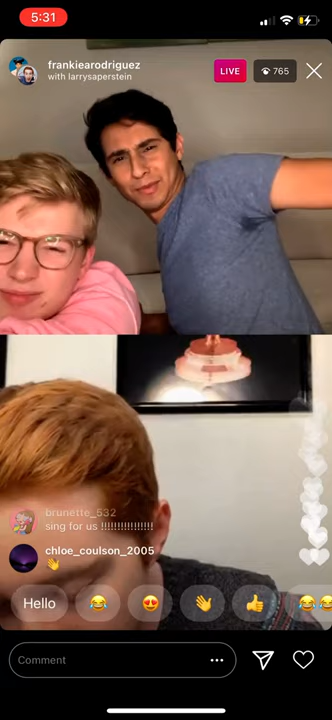 5:31
frankiearodriguez
with larrysaperstein
LIVE
765
brunette_532
sing for us !!!!!!!!!!!!!!!!
chloe_coulson_2005
👋
Hello
Comment